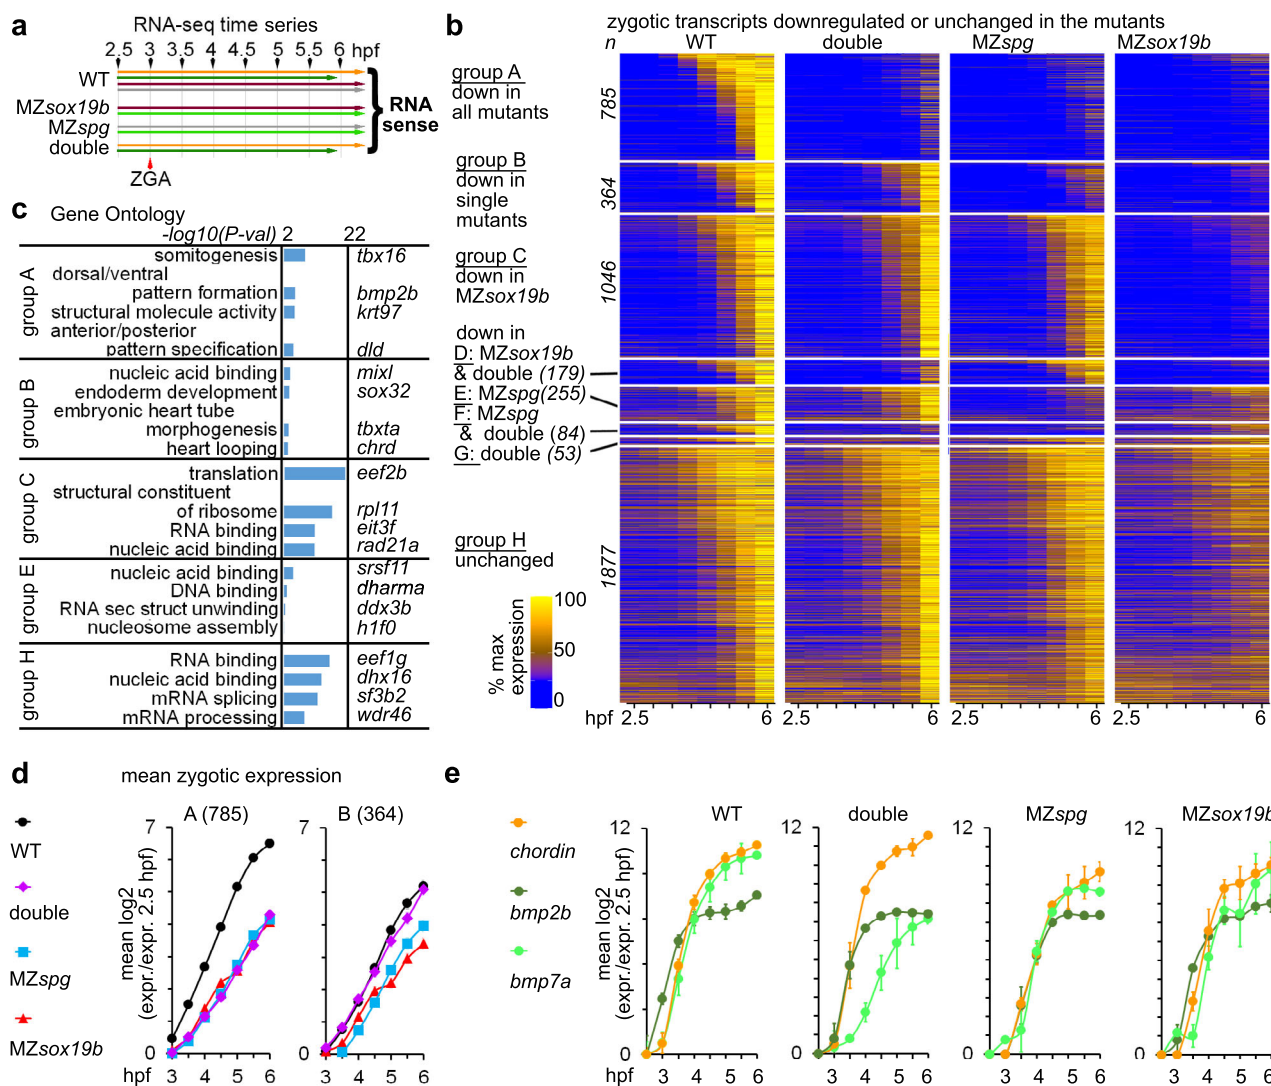 a
RNA-seq time series
2.5 3 3.5 4 4.5 5 5.5 6 hpf
WT
MZsox19b
MZspg
double
RNA
sense
ZGA
b
zygotic transcripts downregulated or unchanged in the mutants
n WT double MZspg MZsox19b
group A
down in
all mutants
785
group B
down in
single
mutants
364
group C
down in
MZsox19b
1046
down in
D: MZsox19b
& double (179)
E: MZspg(255)
F: MZspg
& double (84)
G: double (53)
group H
unchanged
1877
100
50
0
% max
expression
hpf 2.5 6 2.5 6 2.5 6 2.5 6
c
Gene Ontology
-log10(P-val) 2 22
group A
somitogenesis tbx16
dorsal/ventral
pattern formation bmp2b
structural molecule activity krt97
anterior/posterior
pattern specification dld
group B
nucleic acid binding mixl
endoderm development sox32
embryonic heart tube
morphogenesis tbxta
heart looping chrd
group C
translation eef2b
structural constituent
of ribosome rpl11
RNA binding eit3f
nucleic acid binding rad21a
group E
nucleic acid binding srsf11
DNA binding dharma
RNA sec struct unwinding ddx3b
nucleosome assembly h1f0
group H
RNA binding eef1g
nucleic acid binding dhx16
mRNA splicing sf3b2
mRNA processing wdr46
d
mean zygotic expression
WT
double
MZspg
MZsox19b
A (785) B (364)
mean log2
(expr./expr. 2.5 hpf)
7 7
0 0
hpf 3 4 5 6 3 4 5 6
e
chordin
bmp2b
bmp7a
WT double MZspg MZsox19b
mean log2
(expr./expr. 2.5 hpf)
12 12 12 12
0 0 0 0
hpf 3 4 5 6 3 4 5 6 3 4 5 6 3 4 5 6